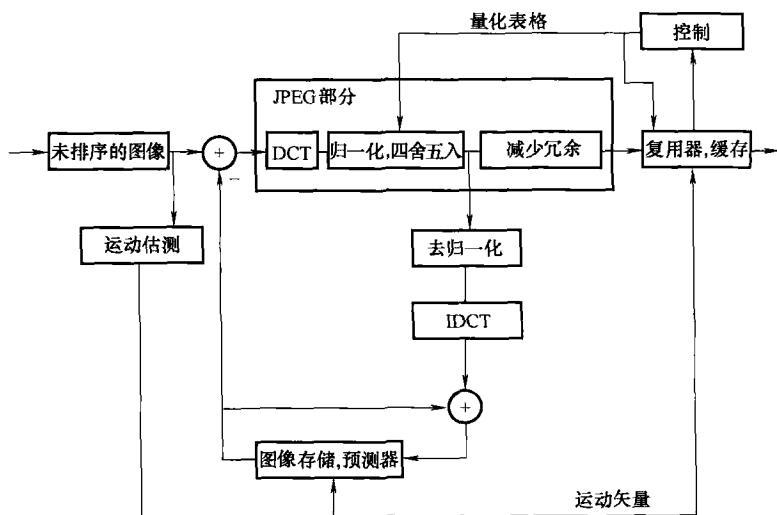 量化表格
控制
JPEG部分
未排序的图像
+
−
DCT
归一化,四舍五入
减少冗余
复用器,缓存
运动估测
去归一化
IDCT
+
图像存储,预测器
运动矢量